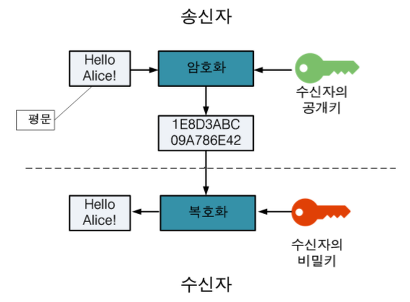 송신자
Hello
Alice!
암호화
수신자의
공개키
평문
1E8D3ABC
09A786E42
Hello
Alice!
복호화
수신자의
비밀키
수신자